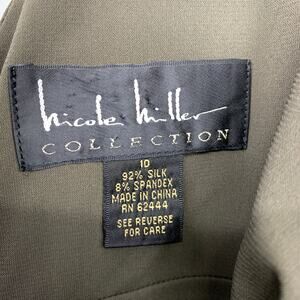 nicole miller
COLLECTION
10
92% SILK
8% SPANDEX
MADE IN CHINA
RN 62444
SEE REVERSE
FOR CARE